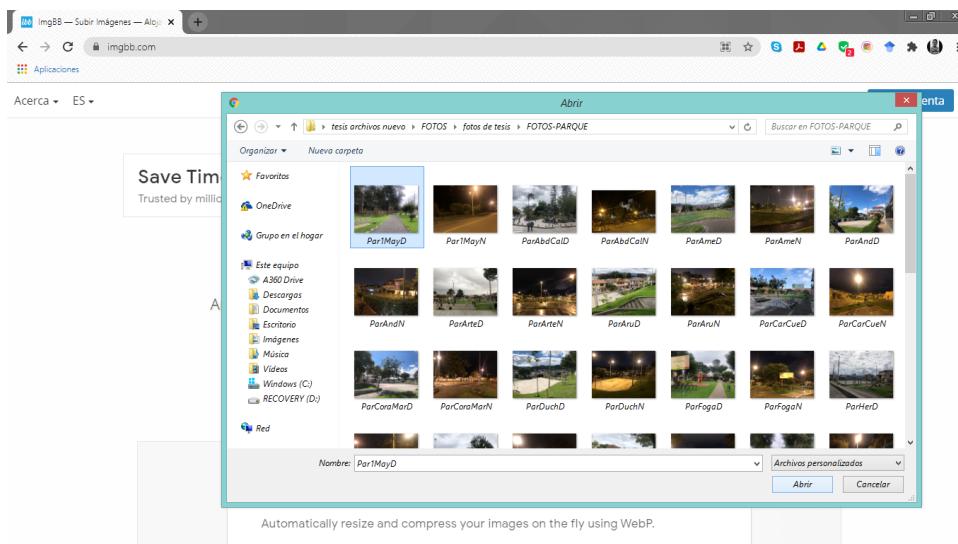 ImgBB — Subir Imágenes — Aloj
imgbb.com
Aplicaciones
Acerca ES
enta
Save Tim
Trusted by millio
A
Abrir
tesis archivos nuevo FOTOS fotos de tesis FOTOS-PARQUE
Buscar en FOTOS-PARQUE
Organizar Nueva carpeta
Favoritos
OneDrive
Grupo en el hogar
Este equipo
A360 Drive
Descargas
Documentos
Escritorio
Imágenes
Música
Vídeos
Windows (C:)
RECOVERY (D:)
Red
Par1MayD Par1MayN ParAbdCalD ParAbdCalN ParAmeD ParAmeN ParAndD
ParAndN ParArteD ParArteN ParAruD ParAruN ParCarCueD ParCarCueN
ParCoraMarD ParCoraMarN ParDuchD ParDuchN ParFogaD ParFogaN ParHerD
Nombre: Par1MayD
Archivos personalizados
Abrir Cancelar
Automatically resize and compress your images on the fly using WebP.